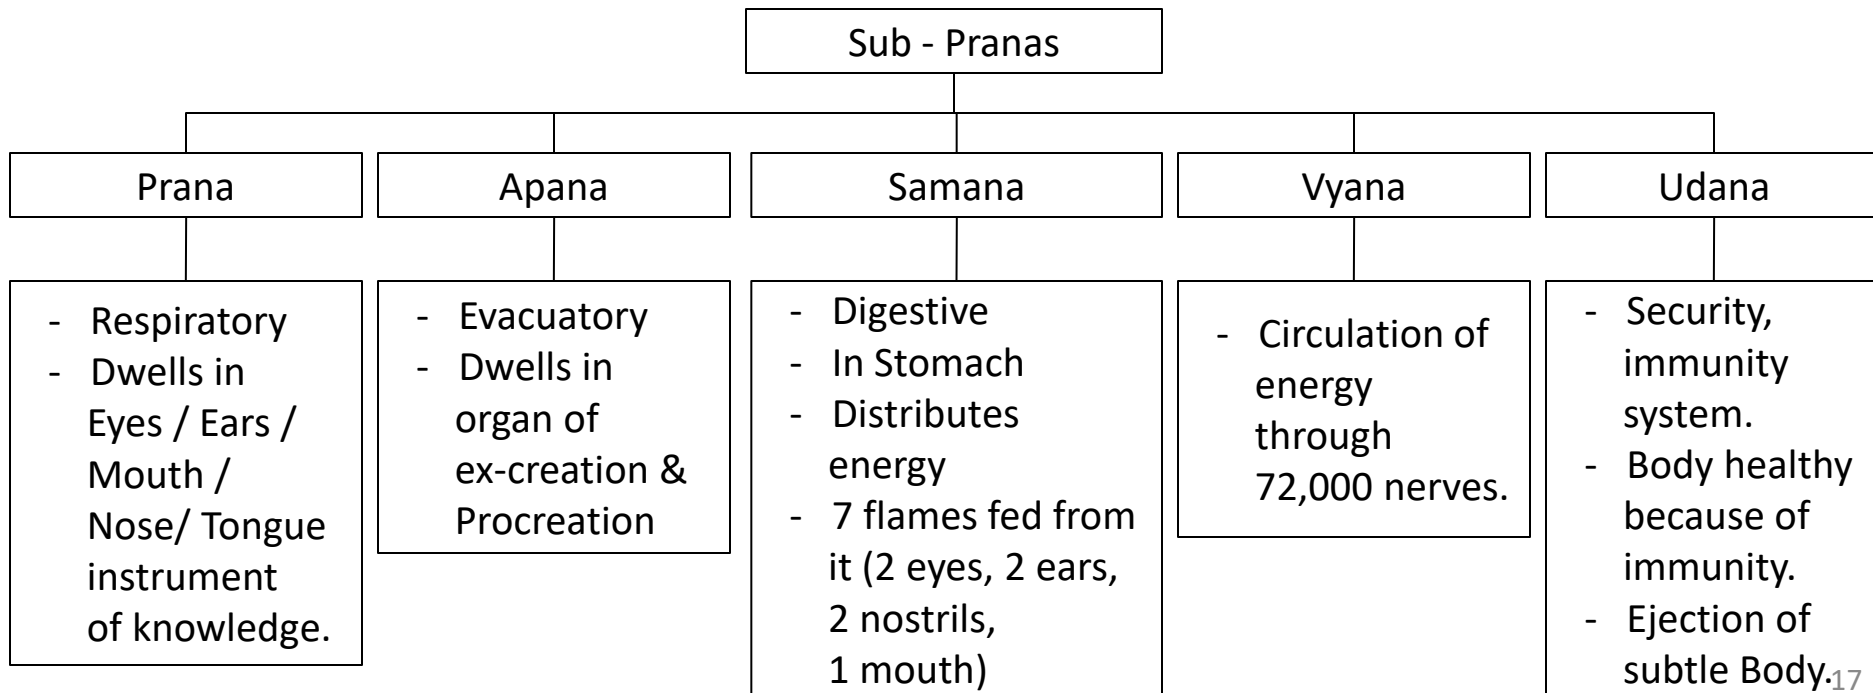 Sub - Pranas
Prana
Apana
Samana
Vyana
Udana
- Respiratory
- Dwells in
Eyes / Ears /
Mouth /
Nose/ Tongue
instrument
of knowledge.
- Evacuatory
- Dwells in
organ of
ex-creation &
Procreation
- Digestive
- In Stomach
- Distributes
energy
- 7 flames fed from
it (2 eyes, 2 ears,
2 nostrils,
1 mouth)
- Circulation of
energy
through
72,000 nerves.
- Security,
immunity
system.
- Body healthy
because of
immunity.
- Ejection of
subtle Body.
17